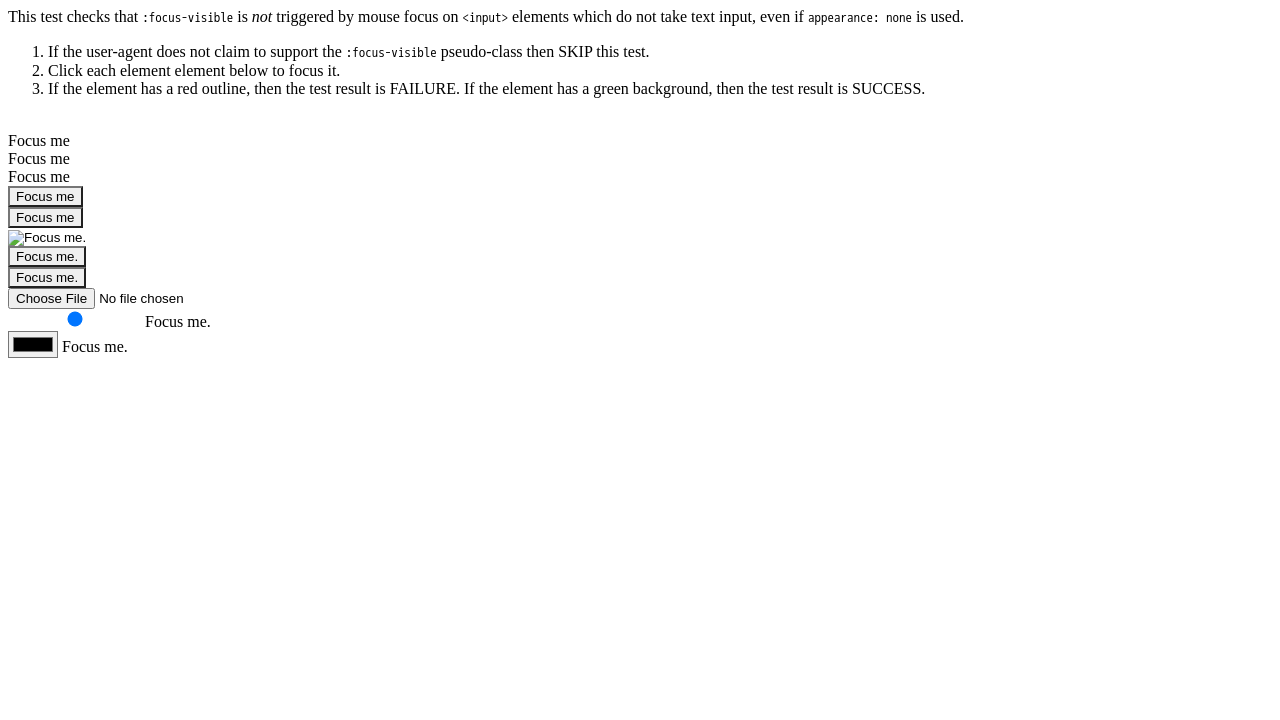 This test checks that :focus-visible is not triggered by mouse focus on <input> elements which do not take text input, even if appearance: none is used.
1. If the user-agent does not claim to support the :focus-visible pseudo-class then SKIP this test.
2. Click each element element below to focus it.
3. If the element has a red outline, then the test result is FAILURE. If the element has a green background, then the test result is SUCCESS.
Focus me
Focus me
Focus me
Focus me
Focus me
Focus me.
Focus me.
Focus me.
Choose File No file chosen
Focus me.
Focus me.